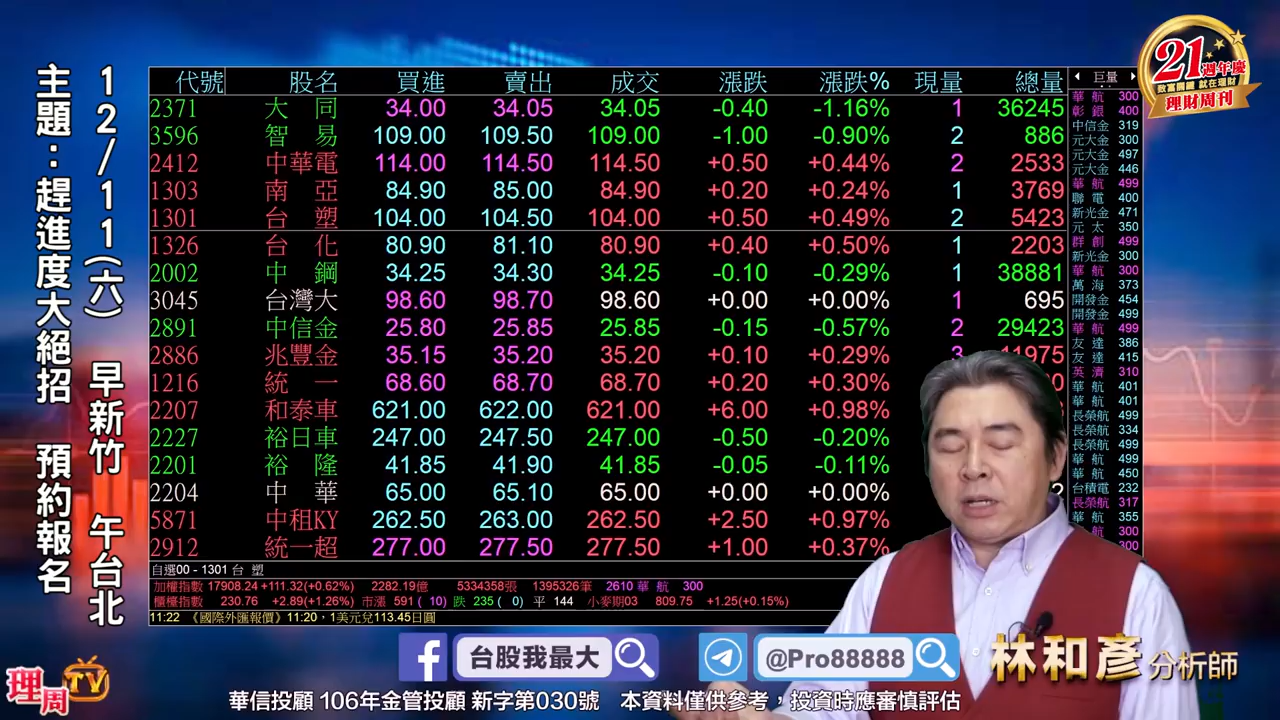 12/11(六) 早新竹 午台北
主題：趕進度大絕招 預約報名
21週年慶
致富關鍵 就在理財
理財周刊
代號 股名 買進 賣出 成交 漲跌 漲跌% 現量 總量
2371 大同 34.00 34.05 34.05 -0.40 -1.16% 1 36245
3596 智易 109.00 109.50 109.00 -1.00 -0.90% 2 886
2412 中華電 114.00 114.50 114.50 +0.50 +0.44% 2 2533
1303 南亞 84.90 85.00 84.90 +0.20 +0.24% 1 3769
1301 台塑 104.00 104.50 104.00 +0.50 +0.49% 2 5423
1326 台化 80.90 81.10 80.90 +0.40 +0.50% 1 2203
2002 中鋼 34.25 34.30 34.25 -0.10 -0.29% 1 38881
3045 台灣大 98.60 98.70 98.60 +0.00 +0.00% 1 695
2891 中信金 25.80 25.85 25.85 -0.15 -0.57% 2 29423
2886 兆豐金 35.15 35.20 35.20 +0.10 +0.29% 3 11975
1216 統一 68.60 68.70 68.70 +0.20 +0.30%
2207 和泰車 621.00 622.00 621.00 +6.00 +0.98%
2227 裕日車 247.00 247.50 247.00 -0.50 -0.20%
2201 裕隆 41.85 41.90 41.85 -0.05 -0.11%
2204 中華 65.00 65.10 65.00 +0.00 +0.00%
5871 中租KY 262.50 263.00 262.50 +2.50 +0.97%
2912 統一超 277.00 277.50 277.50 +1.00 +0.37%
自選00 - 1301 台 塑
加權指數 17908.24 +111.32(+0.62%) 2282.19億 5334358張 1395326筆 2610 華航 300
櫃檯指數 230.76 +2.89(+1.26%) 市漲 591 ( 10) 跌 235 ( 0) 平 144 小麥期03 809.75 +1.25(+0.15%)
11:22 《國際外匯報價》11:20，1美元兌113.45日圓
巨量
華航 300
彰銀 400
中信金 319
元大金 300
元大金 497
元大金 446
華航 499
聯電 400
新光金 471
元太 350
群創 499
新光金 300
華航 300
萬海 373
開發金 454
開發金 499
華航 499
友達 386
友達 415
英濟 310
華航 401
華航 401
長榮航 499
長榮航 334
長榮航 499
華航 499
華航 450
台積電 232
長榮航 317
華航 355
航 300
300
台股我最大
@Pro88888
林和彥 分析師
理周TV
華信投顧 106年金管投顧 新字第030號 本資料僅供參考，投資時應審慎評估